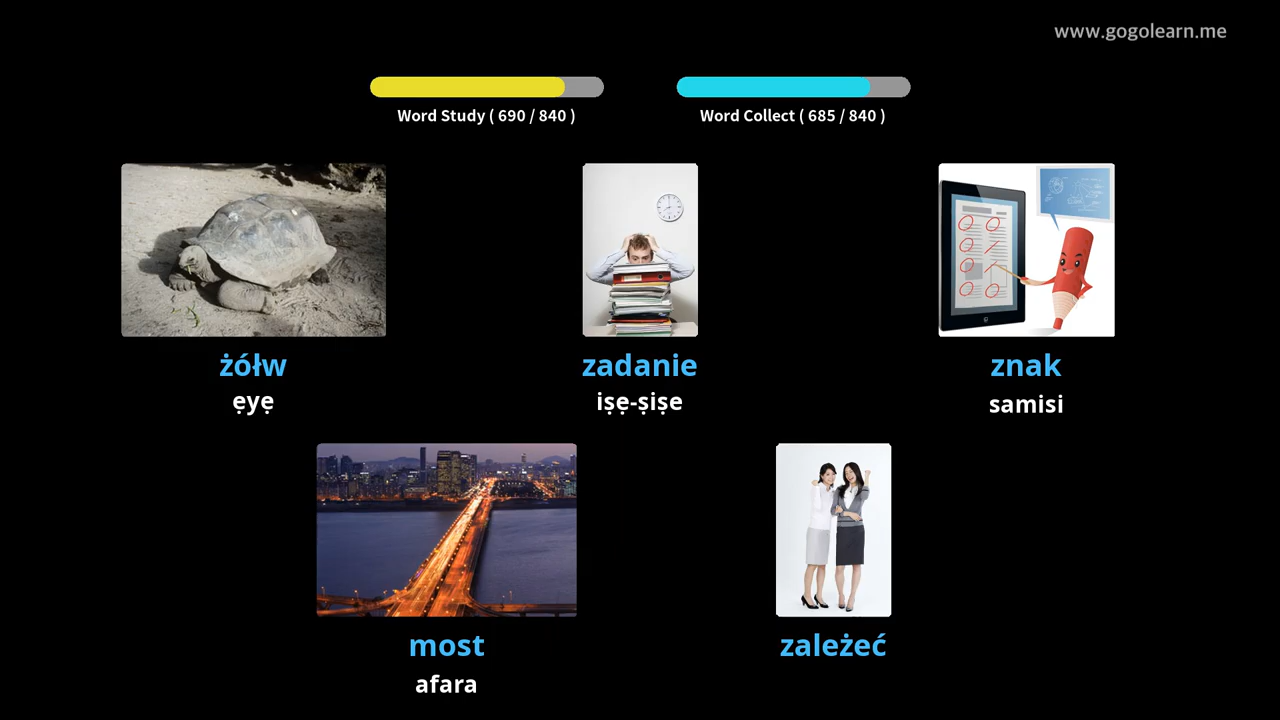 www.gogolearn.me
Word Study ( 690 / 840 )
Word Collect ( 685 / 840 )
żółw
ẹyẹ
zadanie
iṣẹ-ṣiṣe
znak
samisi
most
afara
zależeć